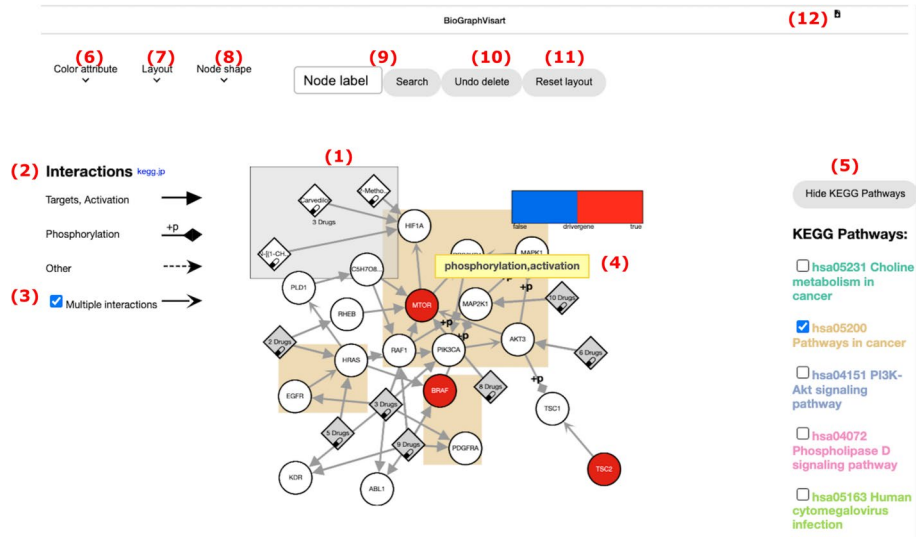 BioGraphVisart
(12)
(6)
(7)
(8)
(9)
(10)
(11)
Color attribute
Layout
Node shape
Node label
Search
Undo delete
Reset layout
(1)
(2)
Interactions kegg.jp
(5)
Targets, Activation
Hide KEGG Pathways
+p
Phosphorylation
Other
(3)
Multiple interactions
3 Drugs
HIF1A
false
drivergene
true
KEGG Pathways:
phosphorylation,activation
(4)
hsa05231 Choline
metabolism in
cancer
PLD1
C5H7O8...
MTOR
MAP2K1
10 Drugs
+p
RHEB
+p
+p
hsa05200
Pathways in cancer
2 Drugs
HRAS
RAF1
PIK3CA
AKT3
6 Drugs
hsa04151 PI3K-
Akt signaling
pathway
EGFR
3 Drugs
BRAF
8 Drugs
+p
TSC1
5 Drugs
9 Drugs
PDGFRA
hsa04072
Phospholipase D
signaling pathway
KDR
ABL1
TSC2
hsa05163 Human
cytomegalovirus
infection